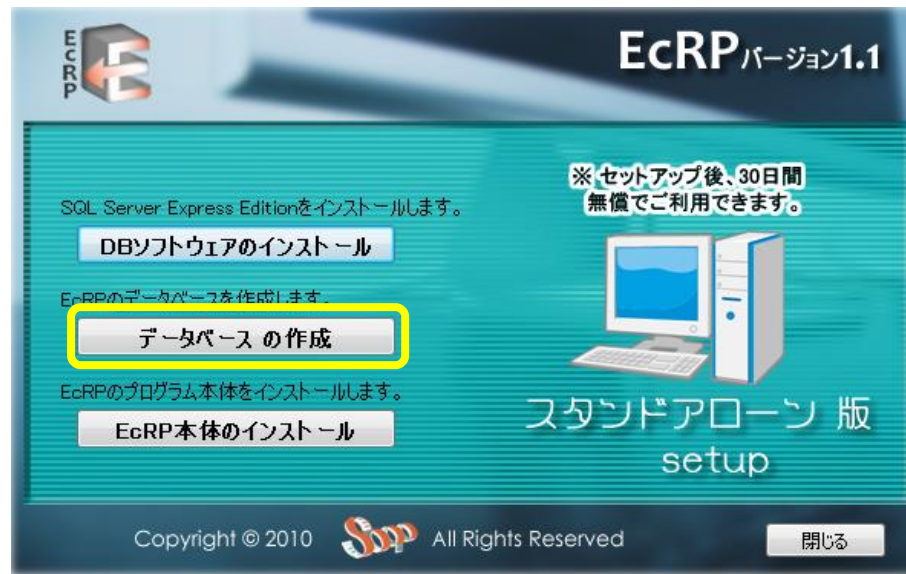 EcRP
EcRPバージョン1.1
※ セットアップ後、30日間
無償でご利用できます。
SQL Server Express Editionをインストールします。
DBソフトウェアのインストール
EcRPのデータベースを作成します。
データベース の作成
EcRPのプログラム本体をインストールします。
EcRP本体のインストール
スタンドアローン 版
setup
Copyright © 2010 Sopp All Rights Reserved
閉じる